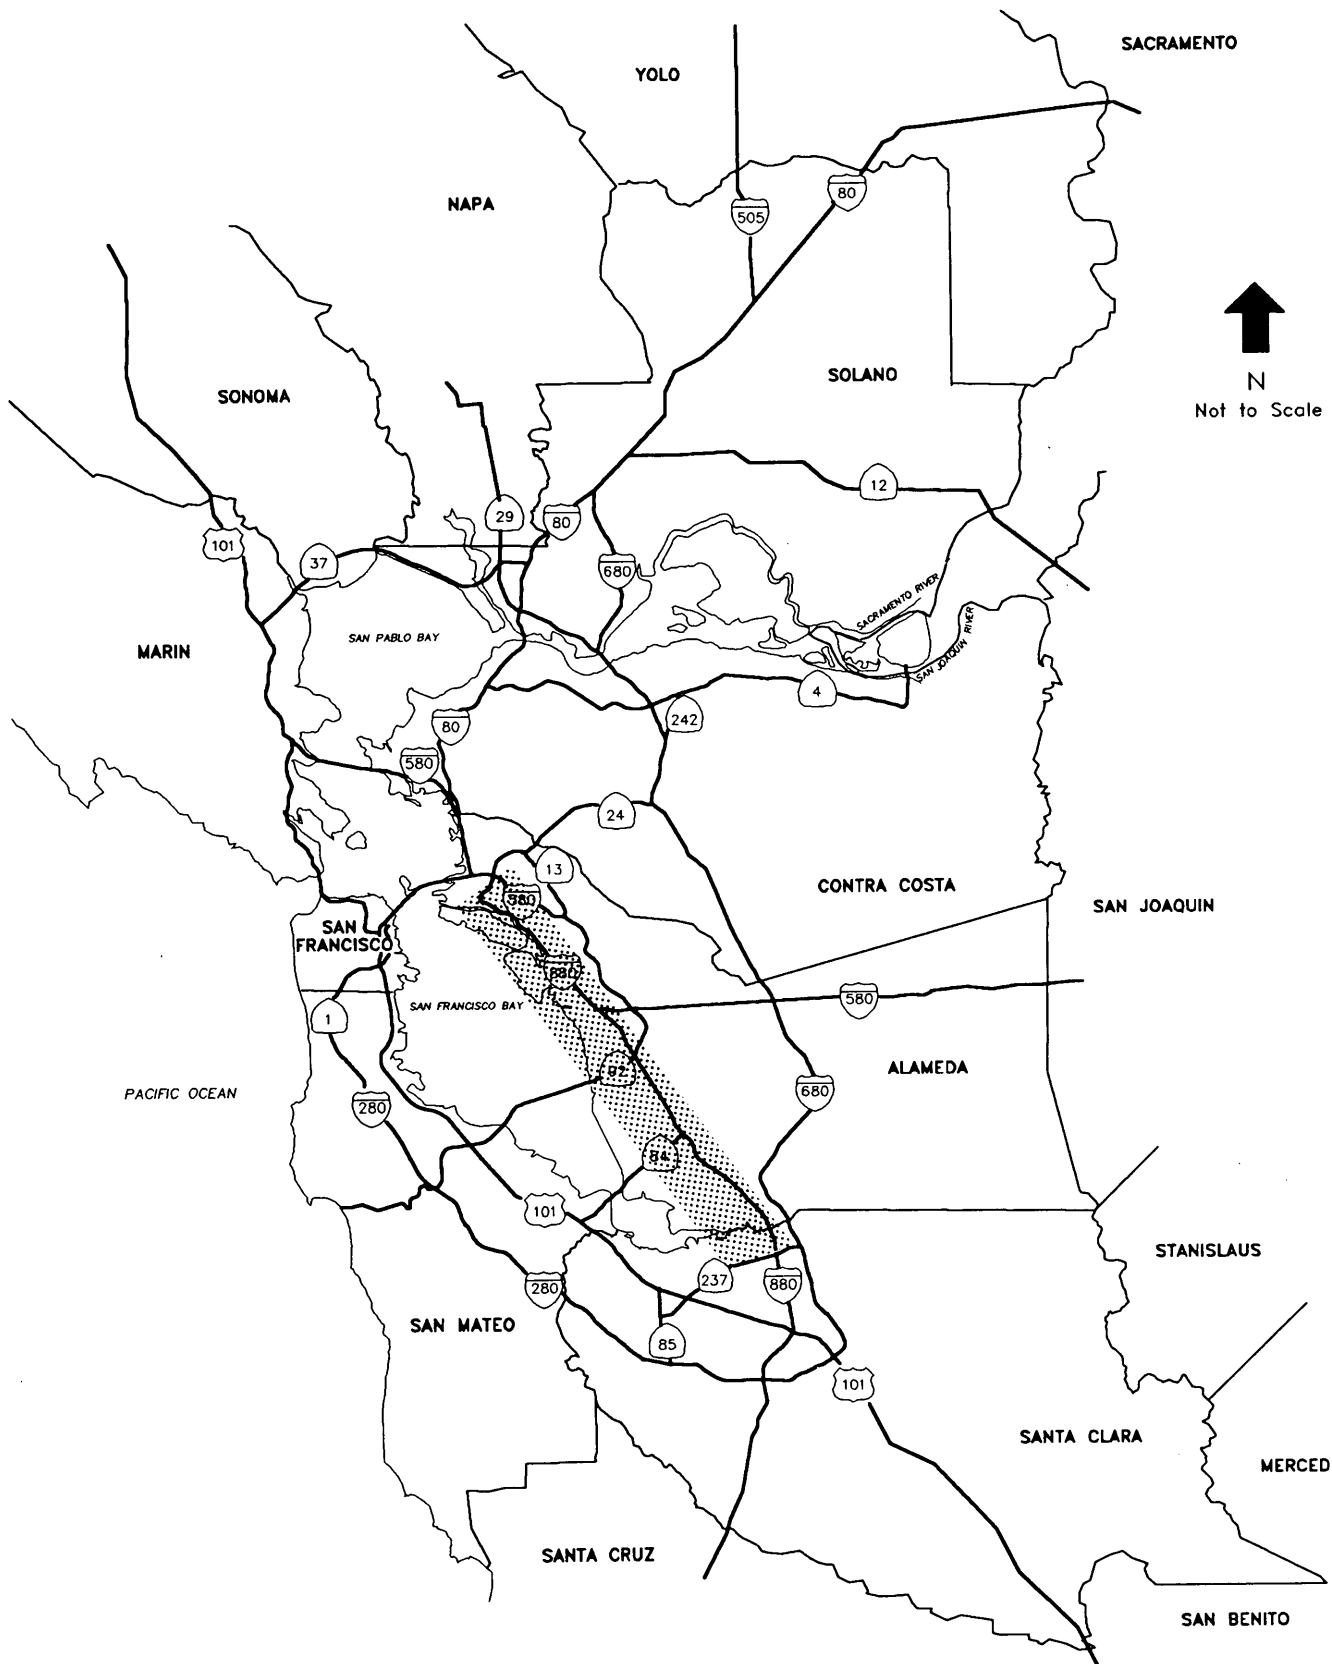 SACRAMENTO
YOLO
80
NAPA
505
SOLANO
N
Not to Scale
SONOMA
12
29
80
101
37
680
SACRAMENTO RIVER
SAN PABLO BAY
SAN JOAQUIN RIVER
MARIN
4
242
80
580
24
13
CONTRA COSTA
580
SAN JOAQUIN
SAN
FRANCISCO
880
580
SAN FRANCISCO BAY
1
ALAMEDA
92
PACIFIC OCEAN
680
280
84
101
STANISLAUS
237
880
280
SAN MATEO
85
101
SANTA CLARA
MERCED
SANTA CRUZ
SAN BENITO